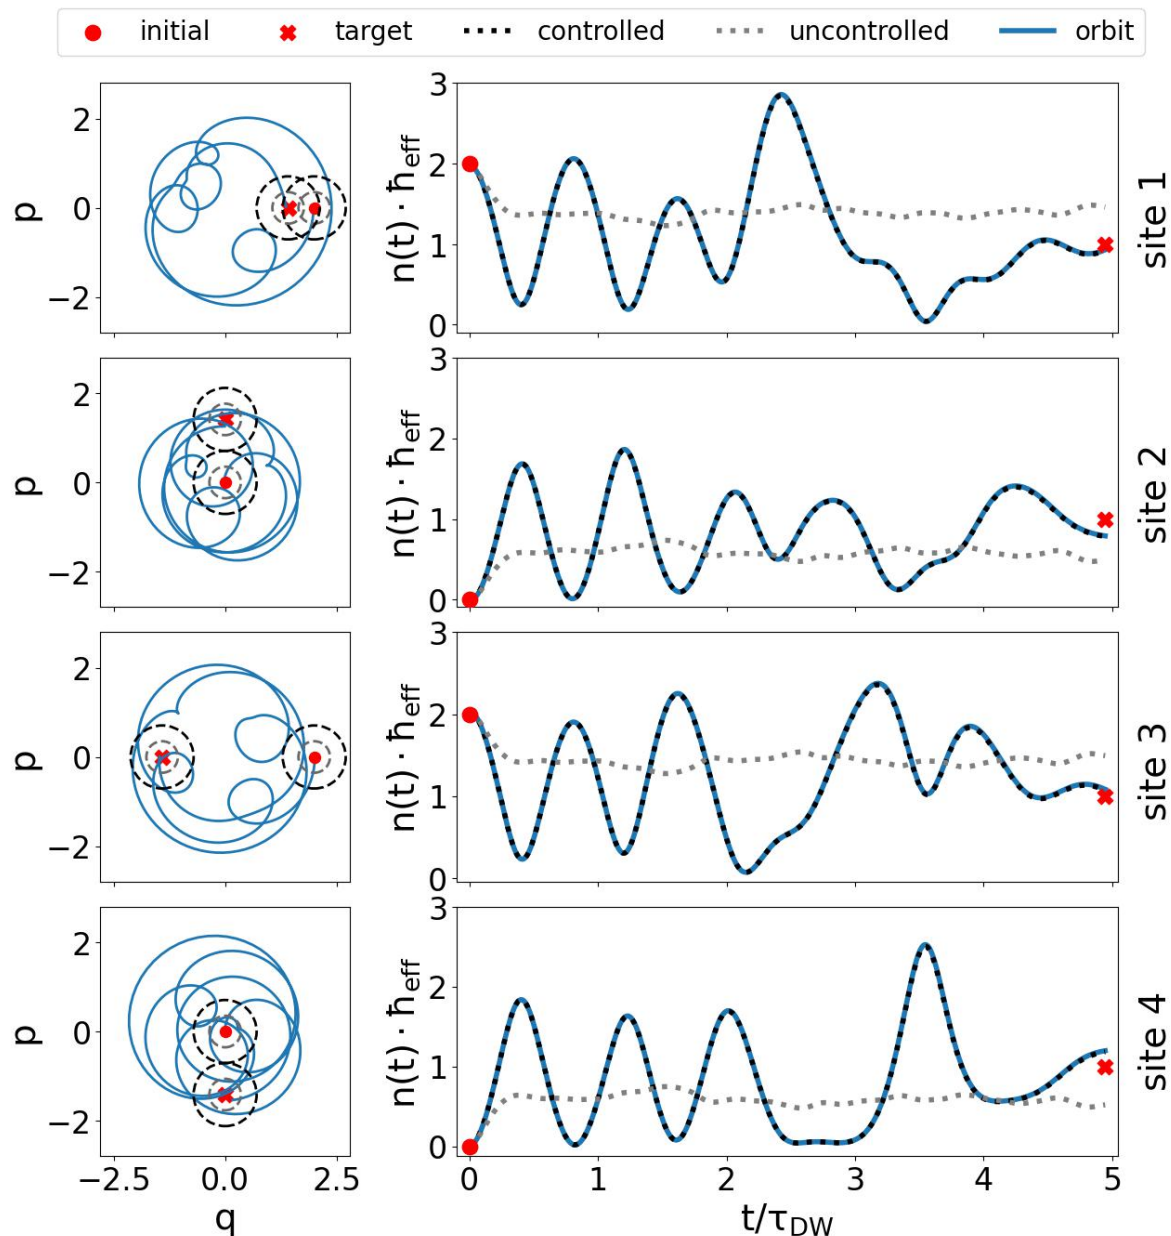 initial target controlled uncontrolled orbit
2
0
−2
p
3
2
1
0
n(t) · ħeff
site 1
2
0
−2
p
3
2
1
0
n(t) · ħeff
site 2
2
0
−2
p
3
2
1
0
n(t) · ħeff
site 3
2
0
−2
p
3
2
1
0
n(t) · ħeff
site 4
−2.5 0.0 2.5
q
0 1 2 3 4 5
t/τDW